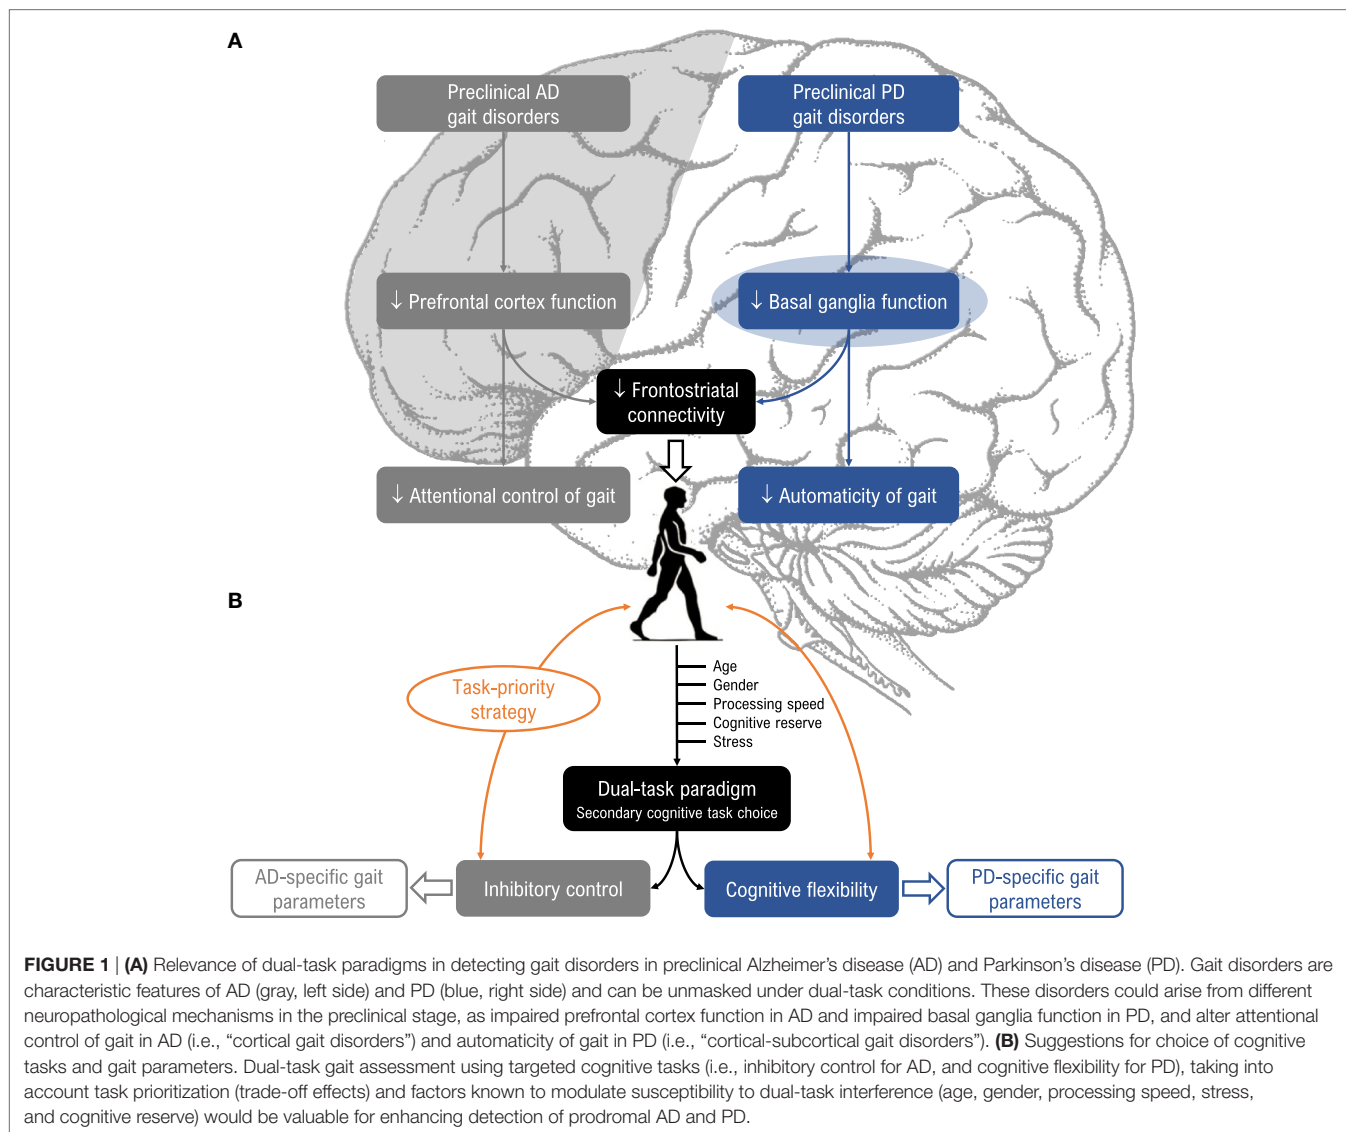 A
Preclinical AD
gait disorders
Preclinical PD
gait disorders
↓ Prefrontal cortex function
↓ Basal ganglia function
↓ Frontostriatal
connectivity
↓ Attentional control of gait
↓ Automaticity of gait
B
Task-priority
strategy
Age
Gender
Processing speed
Cognitive reserve
Stress
Dual-task paradigm
Secondary cognitive task choice
AD-specific gait
parameters
Inhibitory control
Cognitive flexibility
PD-specific gait
parameters
FIGURE 1 | (A) Relevance of dual-task paradigms in detecting gait disorders in preclinical Alzheimer's disease (AD) and Parkinson's disease (PD). Gait disorders are
characteristic features of AD (gray, left side) and PD (blue, right side) and can be unmasked under dual-task conditions. These disorders could arise from different
neuropathological mechanisms in the preclinical stage, as impaired prefrontal cortex function in AD and impaired basal ganglia function in PD, and alter attentional
control of gait in AD (i.e., “cortical gait disorders”) and automaticity of gait in PD (i.e., “cortical-subcortical gait disorders”). (B) Suggestions for choice of cognitive
tasks and gait parameters. Dual-task gait assessment using targeted cognitive tasks (i.e., inhibitory control for AD, and cognitive flexibility for PD), taking into
account task prioritization (trade-off effects) and factors known to modulate susceptibility to dual-task interference (age, gender, processing speed, stress,
and cognitive reserve) would be valuable for enhancing detection of prodromal AD and PD.